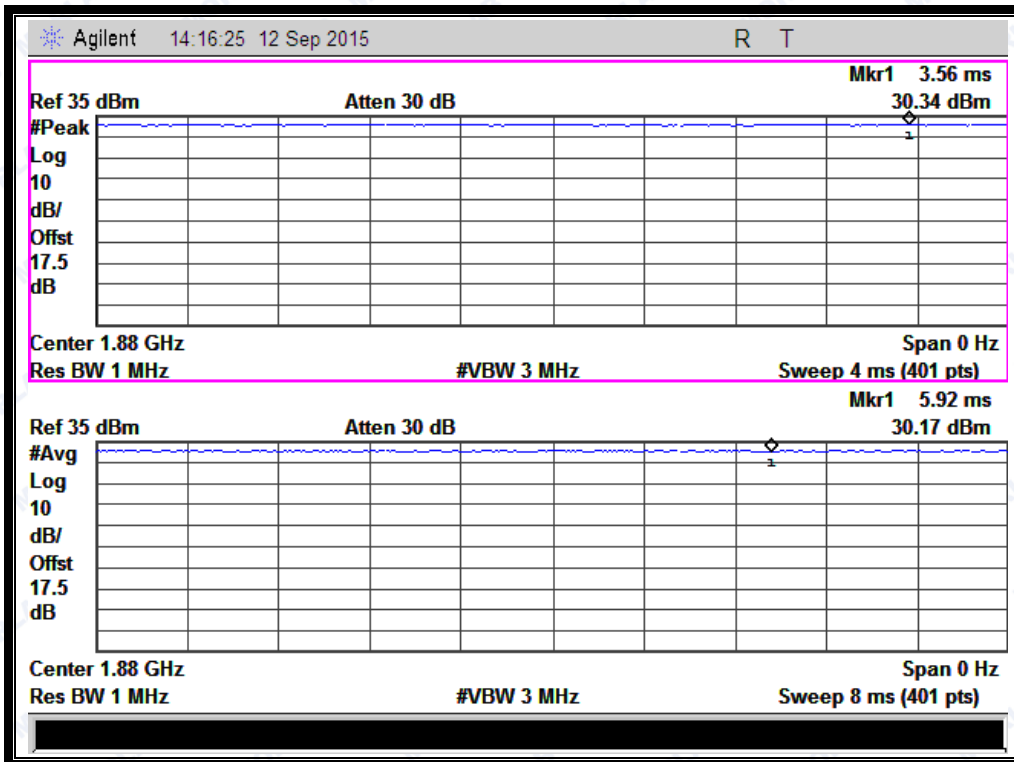 Agilent 14:16:25 12 Sep 2015 R T
Mkr1 3.56 ms
Ref 35 dBm Atten 30 dB 30.34 dBm
#Peak
1
Log
10
dB/
Offst
17.5
dB
Center 1.88 GHz Span 0 Hz
Res BW 1 MHz #VBW 3 MHz Sweep 4 ms (401 pts)
Mkr1 5.92 ms
Ref 35 dBm Atten 30 dB 30.17 dBm
#Avg
1
Log
10
dB/
Offst
17.5
dB
Center 1.88 GHz Span 0 Hz
Res BW 1 MHz #VBW 3 MHz Sweep 8 ms (401 pts)